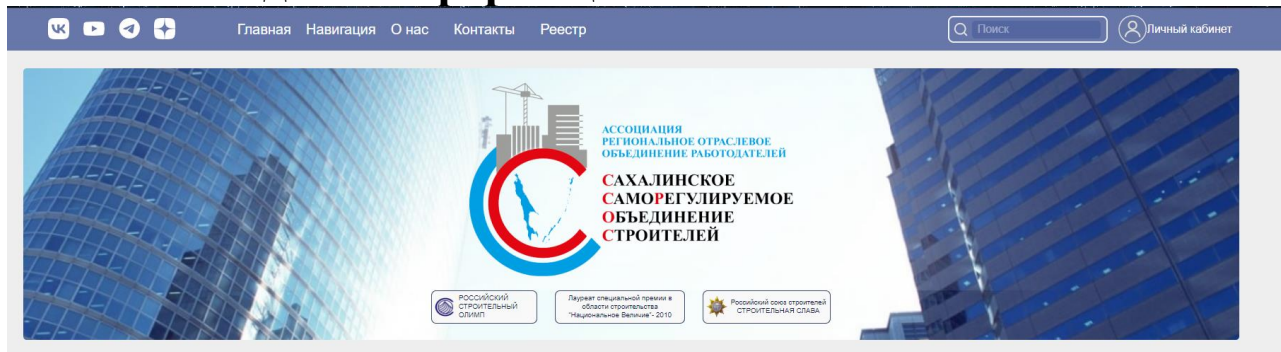 Главная Навигация О нас Контакты Реестр Поиск Личный кабинет
АССОЦИАЦИЯ
РЕГИОНАЛЬНОЕ ОТРАСЛЕВОЕ
ОБЪЕДИНЕНИЕ РАБОТОДАТЕЛЕЙ
САХАЛИНСКОЕ
САМОРЕГУЛИРУЕМОЕ
ОБЪЕДИНЕНИЕ
СТРОИТЕЛЕЙ
РОССИЙСКИЙ
СТРОИТЕЛЬНЫЙ
ОЛИМП
Лауреат специальной премии в
области строительства
"Национальное Величие"- 2010
Российский союз строителей
СТРОИТЕЛЬНАЯ СЛАВА